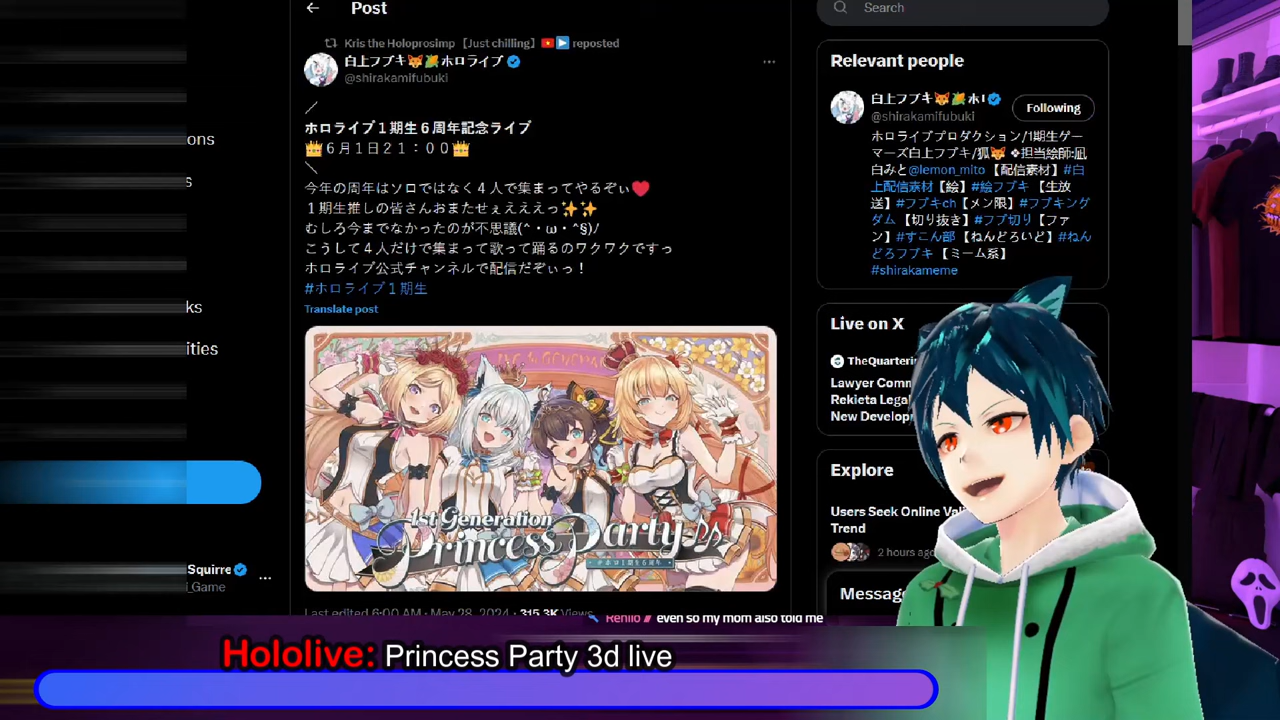 Post
Kris the Holoprosimp 【Just chilling】 🇻🇳▶️ reposted
白上フブキ🦊🌽ホロライブ
@shirakamifubuki
／
ホロライブ１期生６周年記念ライブ
👑６月１日２１：００👑
＼
今年の周年はソロではなく４人で集まってやるぞぃ❤️
１期生推しの皆さんおまたせぇえええっ✨✨
むしろ今までなかったのが不思議(^・ω・^§)ﾉ
こうして４人だけで集まって歌って踊るのワクワクですっ
ホロライブ公式チャンネルで配信だぞぃっ！
#ホロライブ１期生
Translate post
1st Generation
Princess Party♪♪
Last edited 6:00 AM · May 28, 2024 · 315.3K Views
Search
Relevant people
白上フブキ🦊🌽ホロ
@shirakamifubuki
Following
ホロライブプロダクション/1期生ゲー
マーズ白上フブキ/狐🦊 ❖担当絵師:凪
白みと@lemon_mito 【配信素材】#白
上配信素材【絵】#絵フブキ 【生放
送】#フブキch【メン限】#フブキング
ダム 【切り抜き】#フブ切り【ファ
ン】#すこん部 【ねんどろいど】#ねん
どろフブキ【ミーム系】
#shirakameme
Live on X
TheQuarterin
Lawyer Comm
Rekieta Legal
New Develop
Explore
Users Seek Online Vali
Trend
2 hours ago
Messag
ons
s
ks
ities
Squirre
_Game
Renilo even so my mom also told me
Hololive: Princess Party 3d live